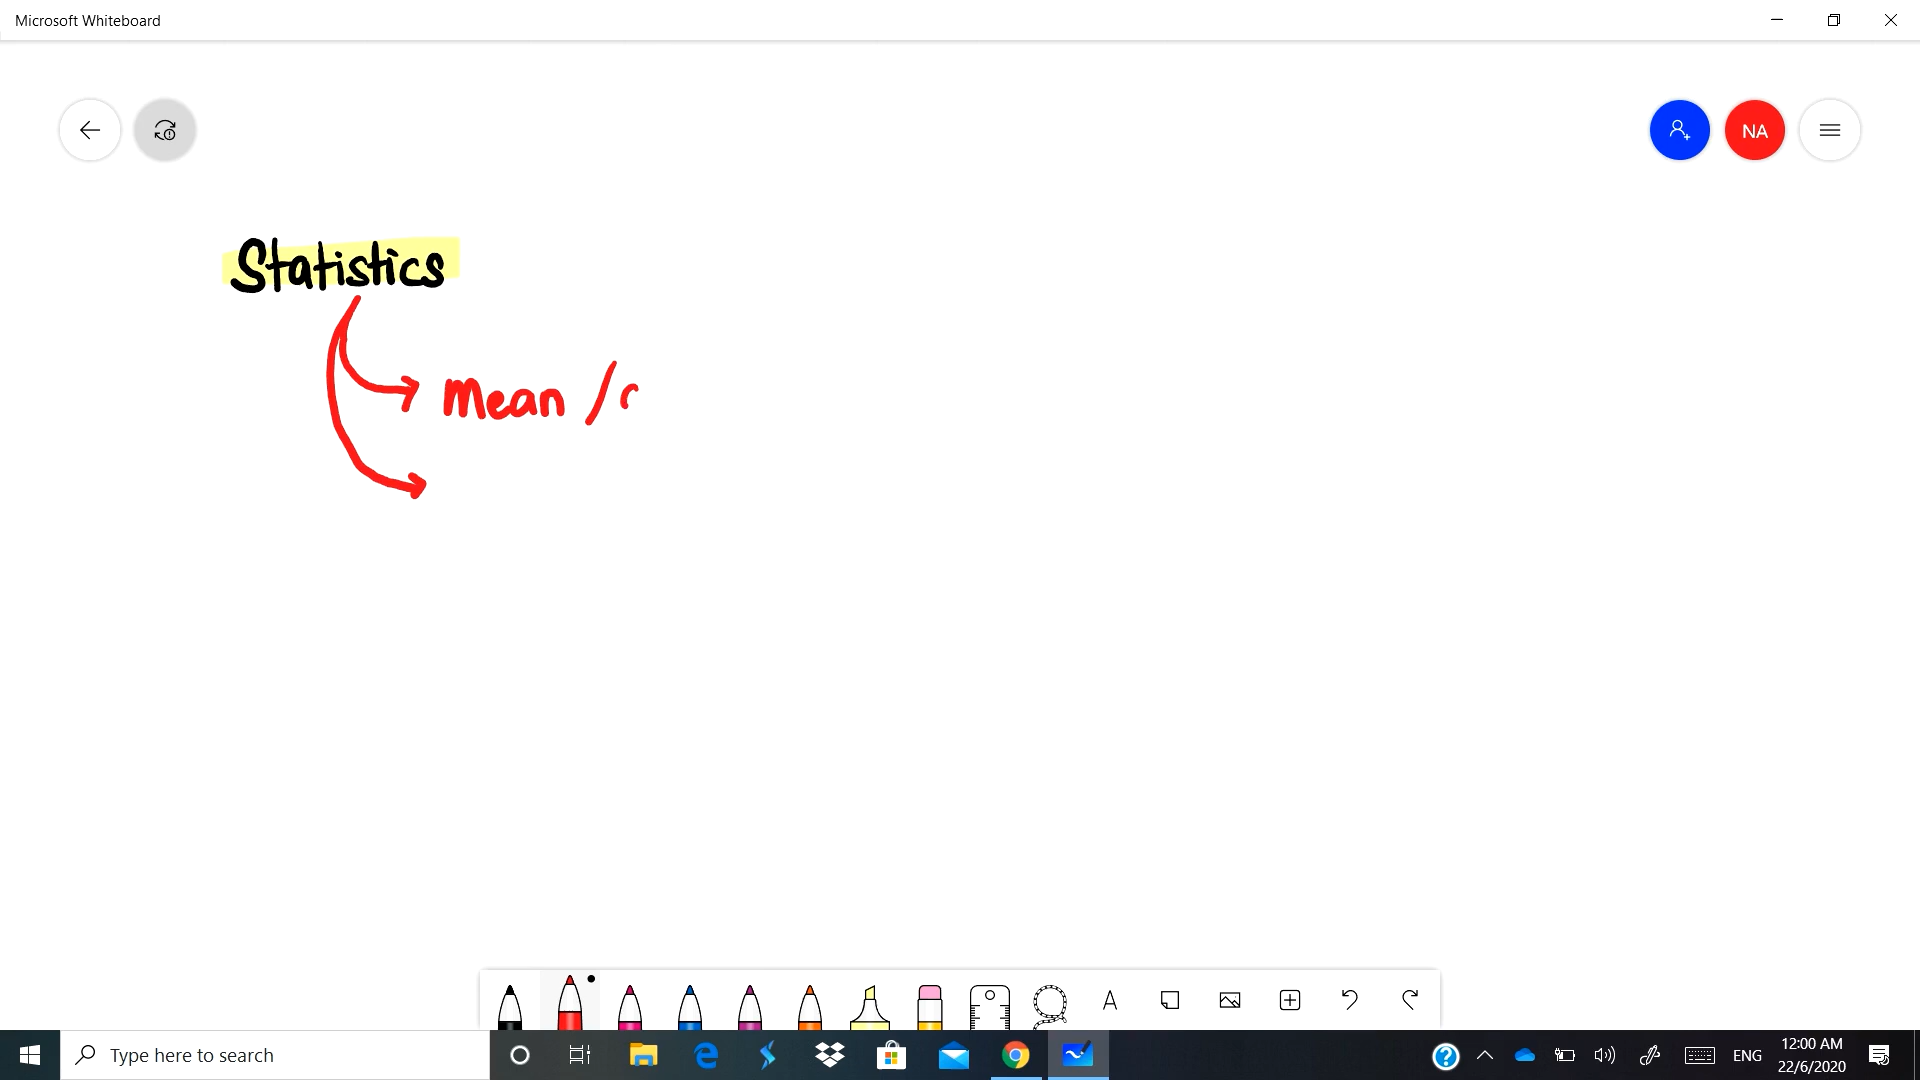 Microsoft Whiteboard
NA
Statistics
Mean /
A
Type here to search
ENG
12:00 AM
22/6/2020